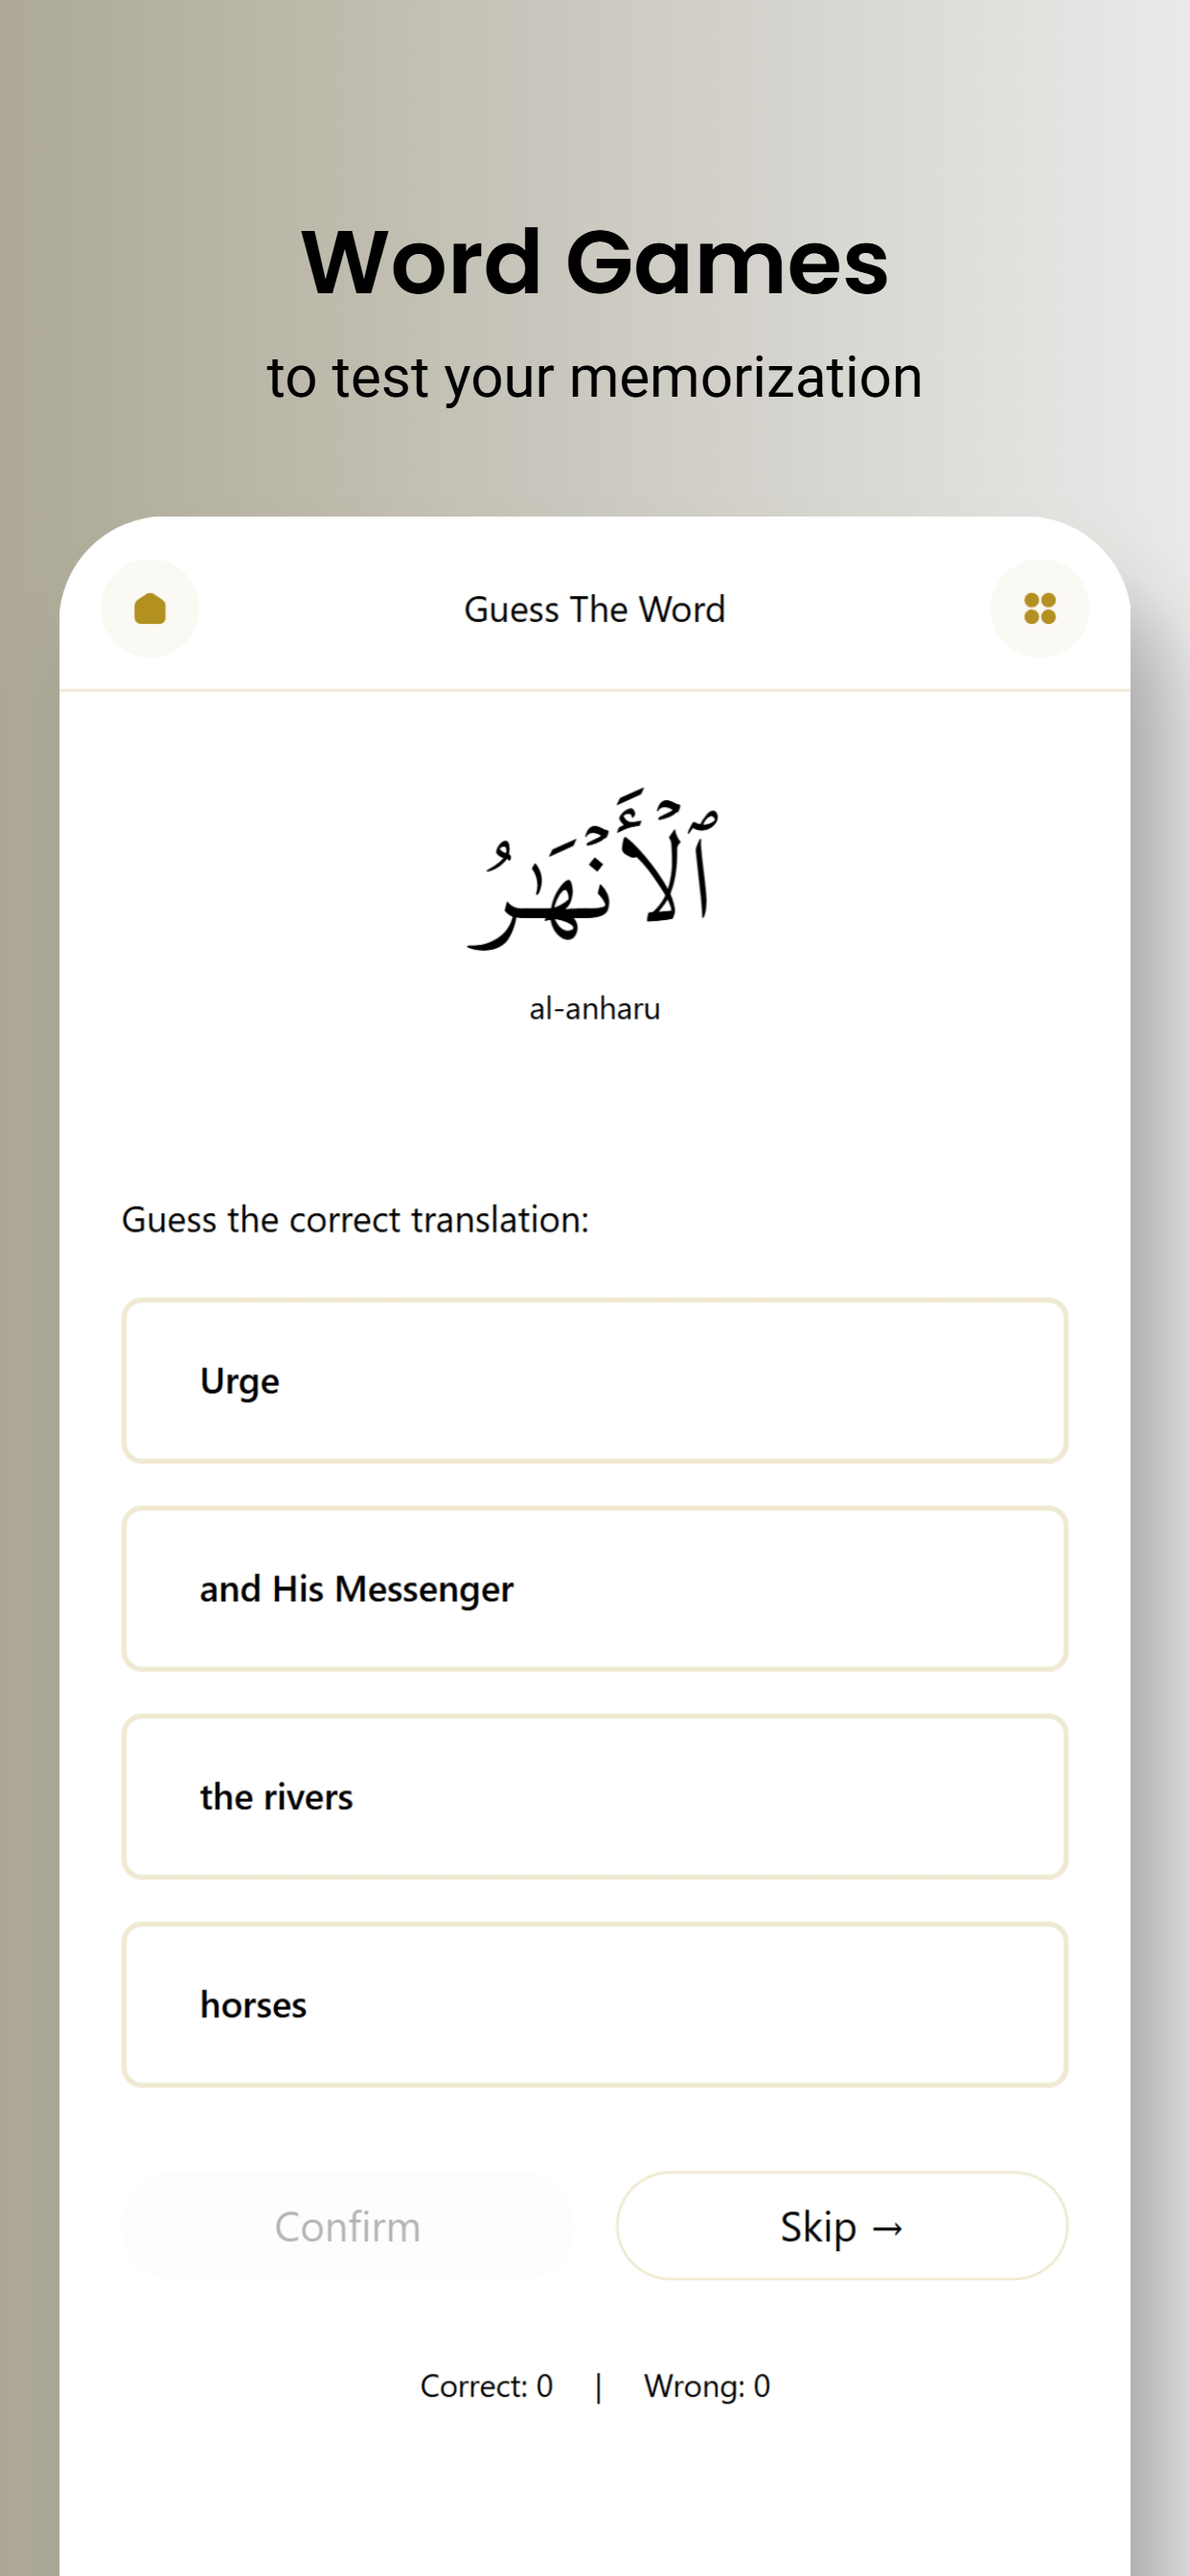 Word Games
to test your memorization
Guess The Word
ٱلۡأَنۡهَٰرُ
al-anharu
Guess the correct translation:
Urge
and His Messenger
the rivers
horses
Confirm
Skip →
Correct: 0 | Wrong: 0